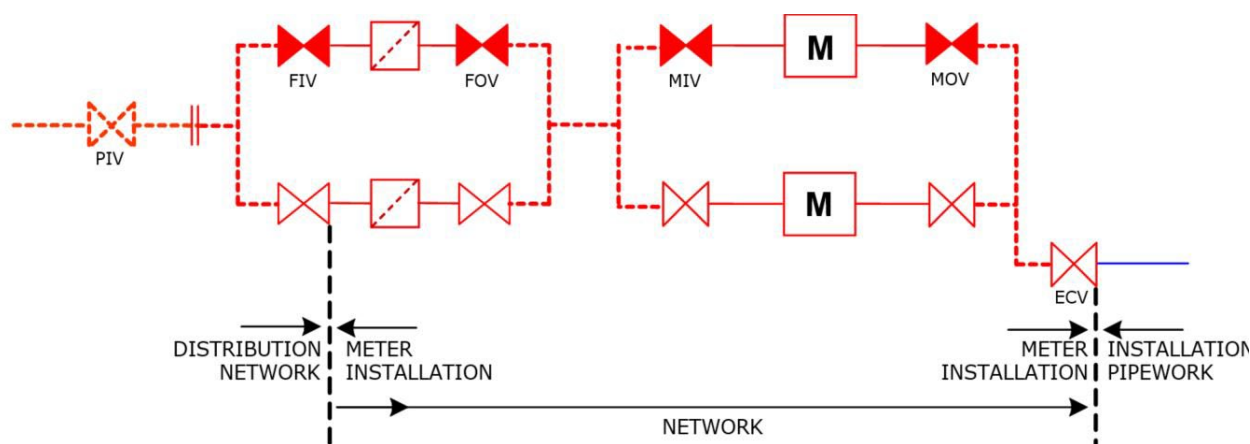 FIV
FOV
MIV
M
MOV
PIV
M
ECV
DISTRIBUTION
NETWORK
METER
INSTALLATION
METER
INSTALLATION
INSTALLATION
PIPEWORK
NETWORK